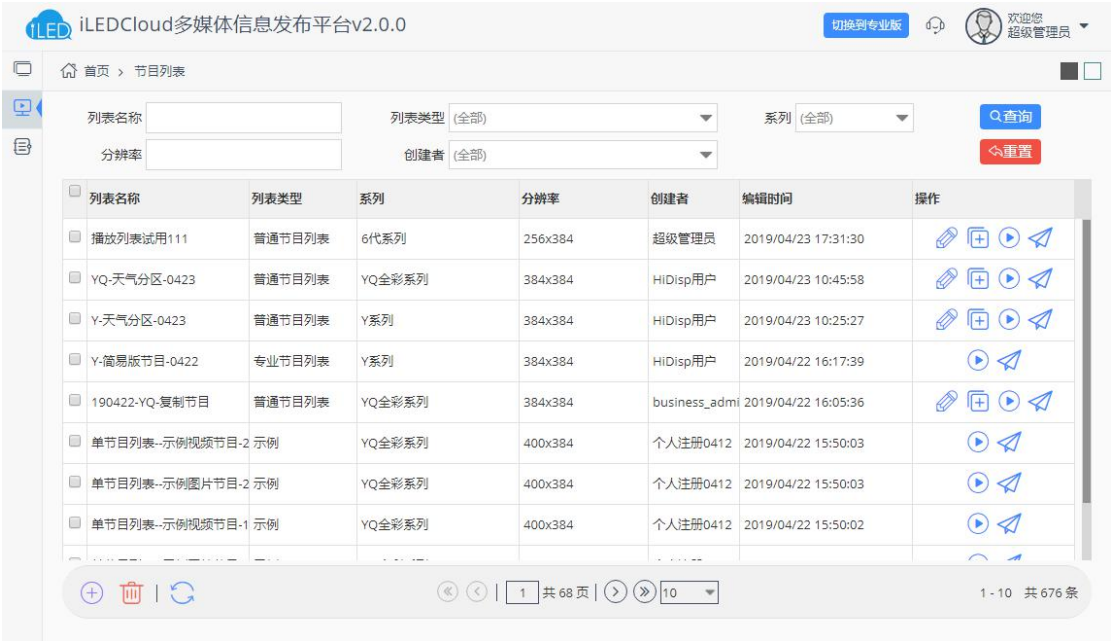 iLED iLEDCloud多媒体信息发布平台v2.0.0 切换到专业版 欢迎您
超级管理员
首页 > 节目列表
列表名称 列表类型 (全部) 系列 (全部) 查询
分辨率 创建者 (全部) 重置
列表名称 列表类型 系列 分辨率 创建者 编辑时间 操作
播放列表试用111 普通节目列表 6代系列 256x384 超级管理员 2019/04/23 17:31:30
YQ-天气分区-0423 普通节目列表 YQ全彩系列 384x384 HiDisp用户 2019/04/23 10:45:58
Y-天气分区-0423 普通节目列表 Y系列 384x384 HiDisp用户 2019/04/23 10:25:27
Y-简易版节目-0422 专业节目列表 Y系列 384x384 HiDisp用户 2019/04/22 16:17:39
190422-YQ-复制节目 普通节目列表 YQ全彩系列 384x384 business_admi 2019/04/22 16:05:36
单节目列表--示例视频节目-2 示例 YQ全彩系列 400x384 个人注册0412 2019/04/22 15:50:03
单节目列表--示例图片节目-2 示例 YQ全彩系列 400x384 个人注册0412 2019/04/22 15:50:03
单节目列表--示例视频节目-1 示例 YQ全彩系列 400x384 个人注册0412 2019/04/22 15:50:02
1 共 68 页 10 1 - 10 共 676 条